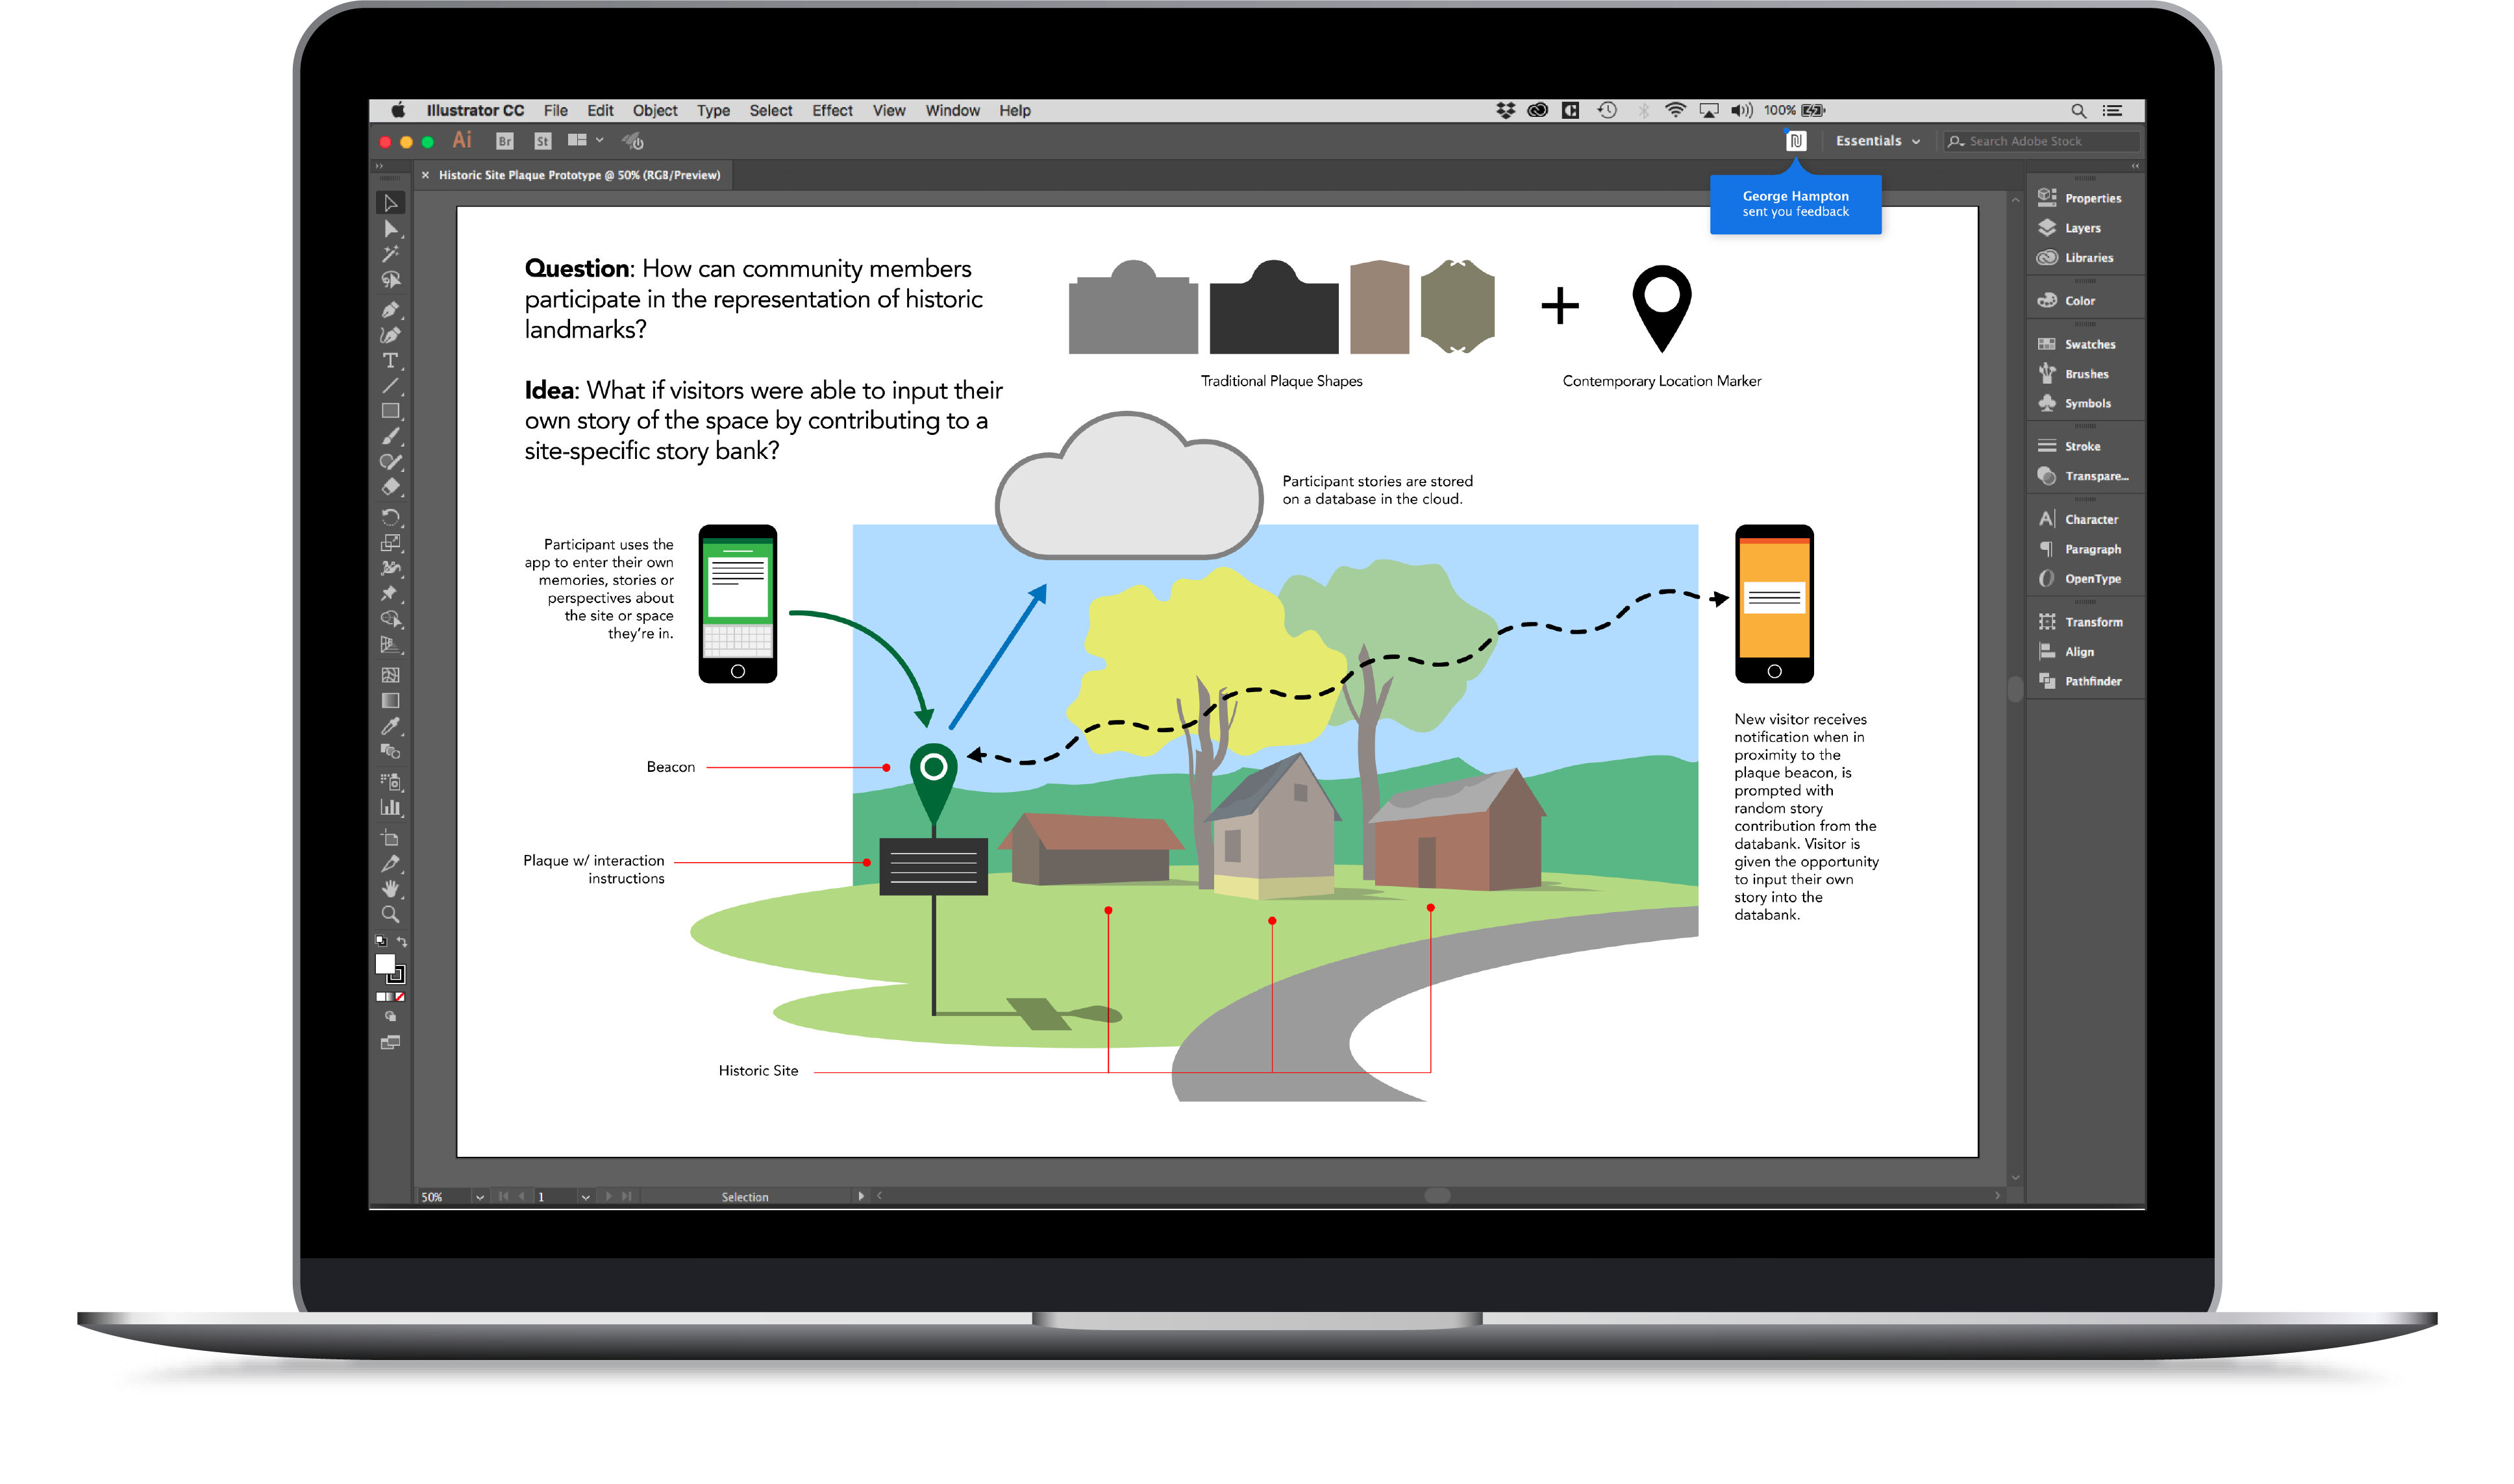 Illustrator CC File Edit Object Type Select Effect View Window Help 100%
Ai Br St Essentials Search Adobe Stock
× Historic Site Plaque Prototype @ 50% (RGB/Preview)
George Hampton
sent you feedback
Question: How can community members
participate in the representation of historic
landmarks?
Idea: What if visitors were able to input their
own story of the space by contributing to a
site-specific story bank?
Traditional Plaque Shapes
+
Contemporary Location Marker
Participant stories are stored
on a database in the cloud.
Participant uses the
app to enter their own
memories, stories or
perspectives about
the site or space
they're in.
Beacon
Plaque w/ interaction
instructions
Historic Site
New visitor receives
notification when in
proximity to the
plaque beacon, is
prompted with
random story
contribution from the
databank. Visitor is
given the opportunity
to input their own
story into the
databank.
Properties
Layers
Libraries
Color
Swatches
Brushes
Symbols
Stroke
Transpare...
Character
Paragraph
OpenType
Transform
Align
Pathfinder
50% 1 Selection